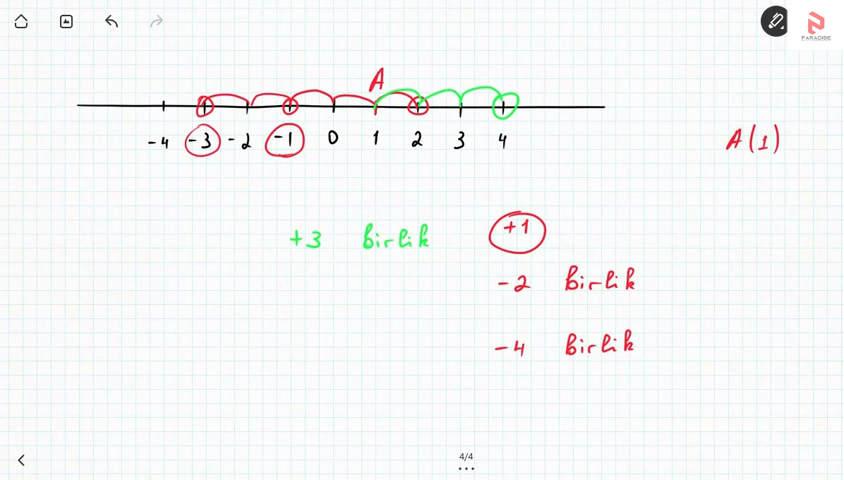 PARADISE
A
-4 -3 -2 -1 0 1 2 3 4
A(1)
+3 birlik
+1
-2 birlik
-4 birlik
4/4